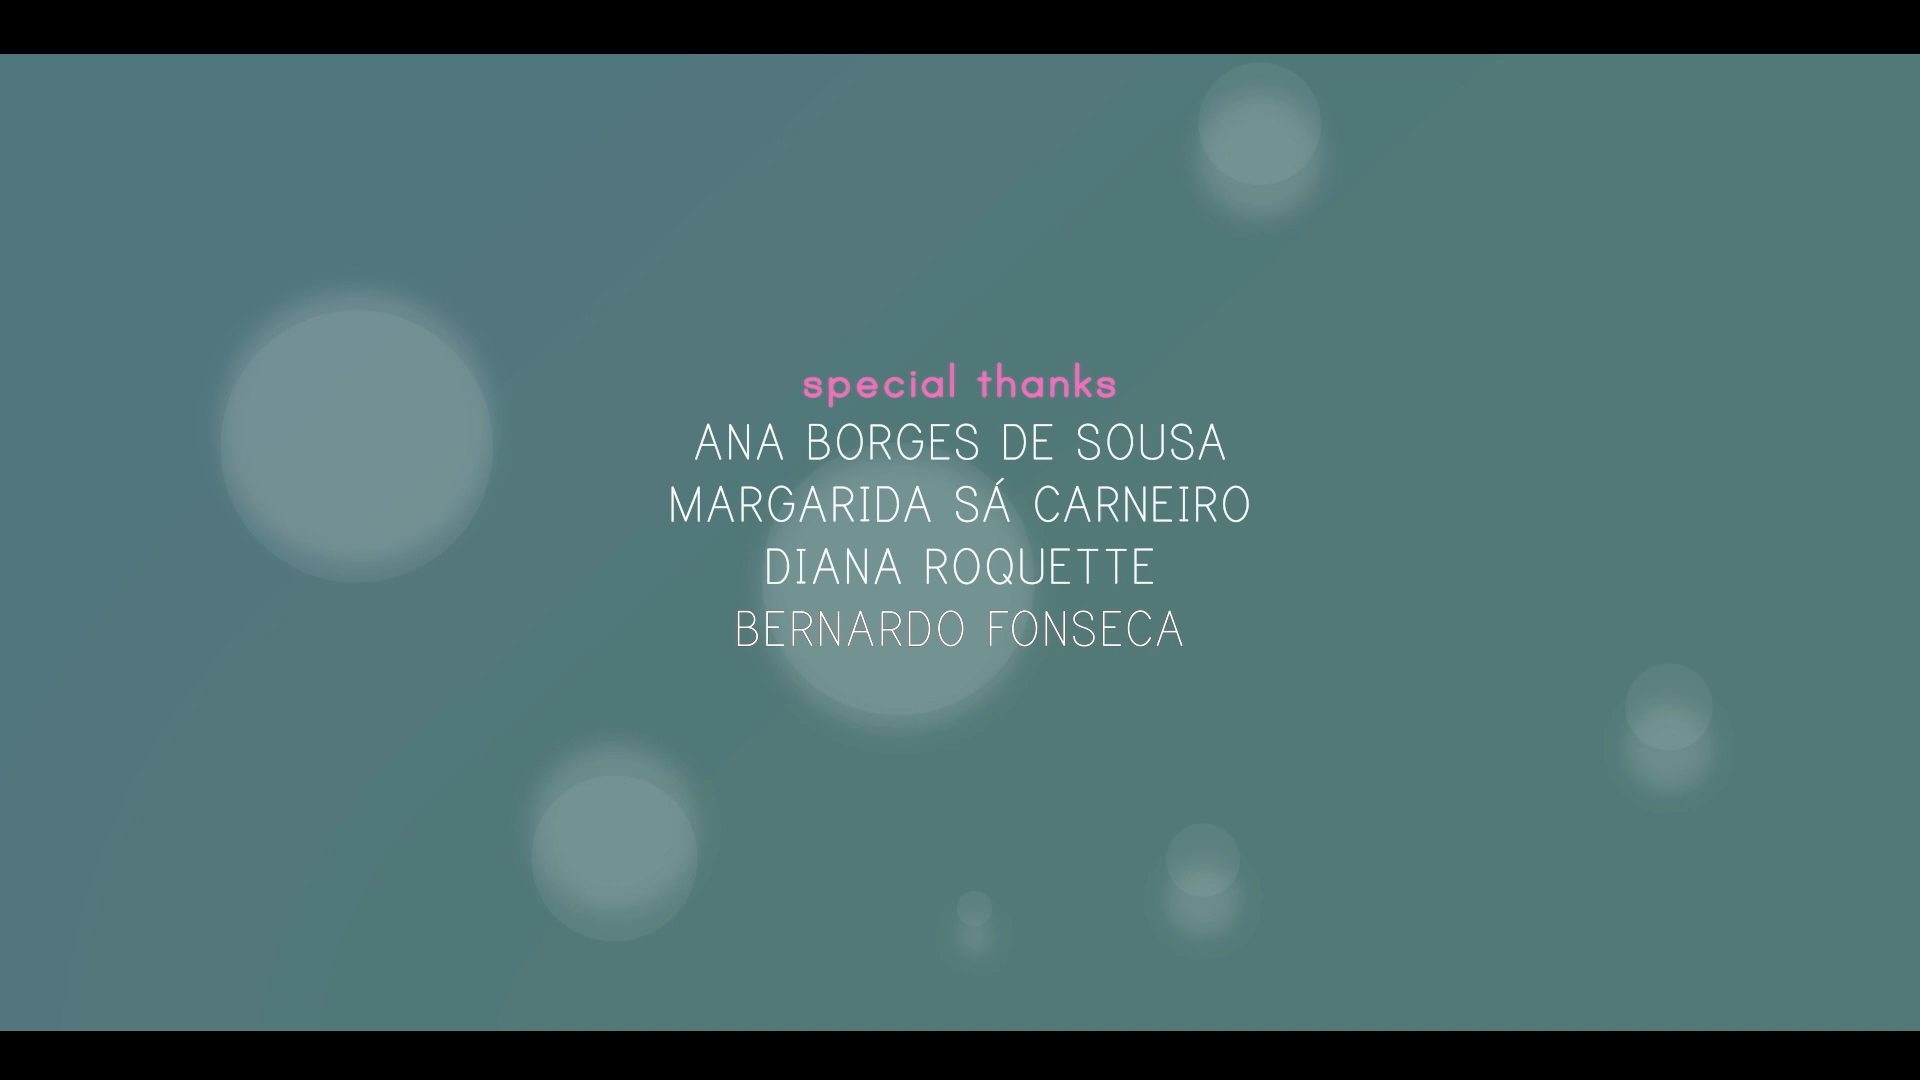 special thanks
ANA BORGES DE SOUSA
MARGARIDA SÁ CARNEIRO
DIANA ROQUETTE
BERNARDO FONSECA